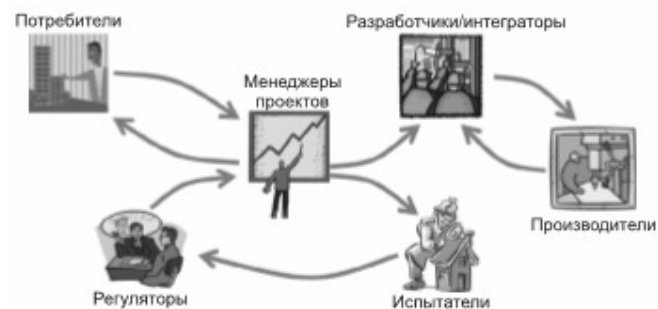 Потребители
Разработчики/интеграторы
Менеджеры
проектов
Производители
Регуляторы
Испытатели